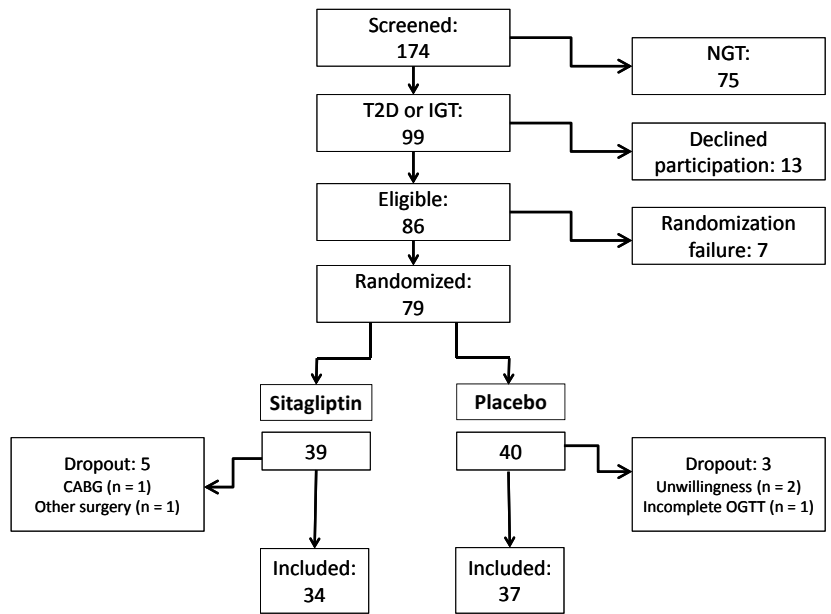 Screened:
174
NGT:
75
T2D or IGT:
99
Declined
participation: 13
Eligible:
86
Randomization
failure: 7
Randomized:
79
Sitagliptin
Placebo
39
40
Dropout: 5
CABG (n = 1)
Other surgery (n = 1)
Dropout: 3
Unwillingness (n = 2)
Incomplete OGTT (n = 1)
Included:
34
Included:
37